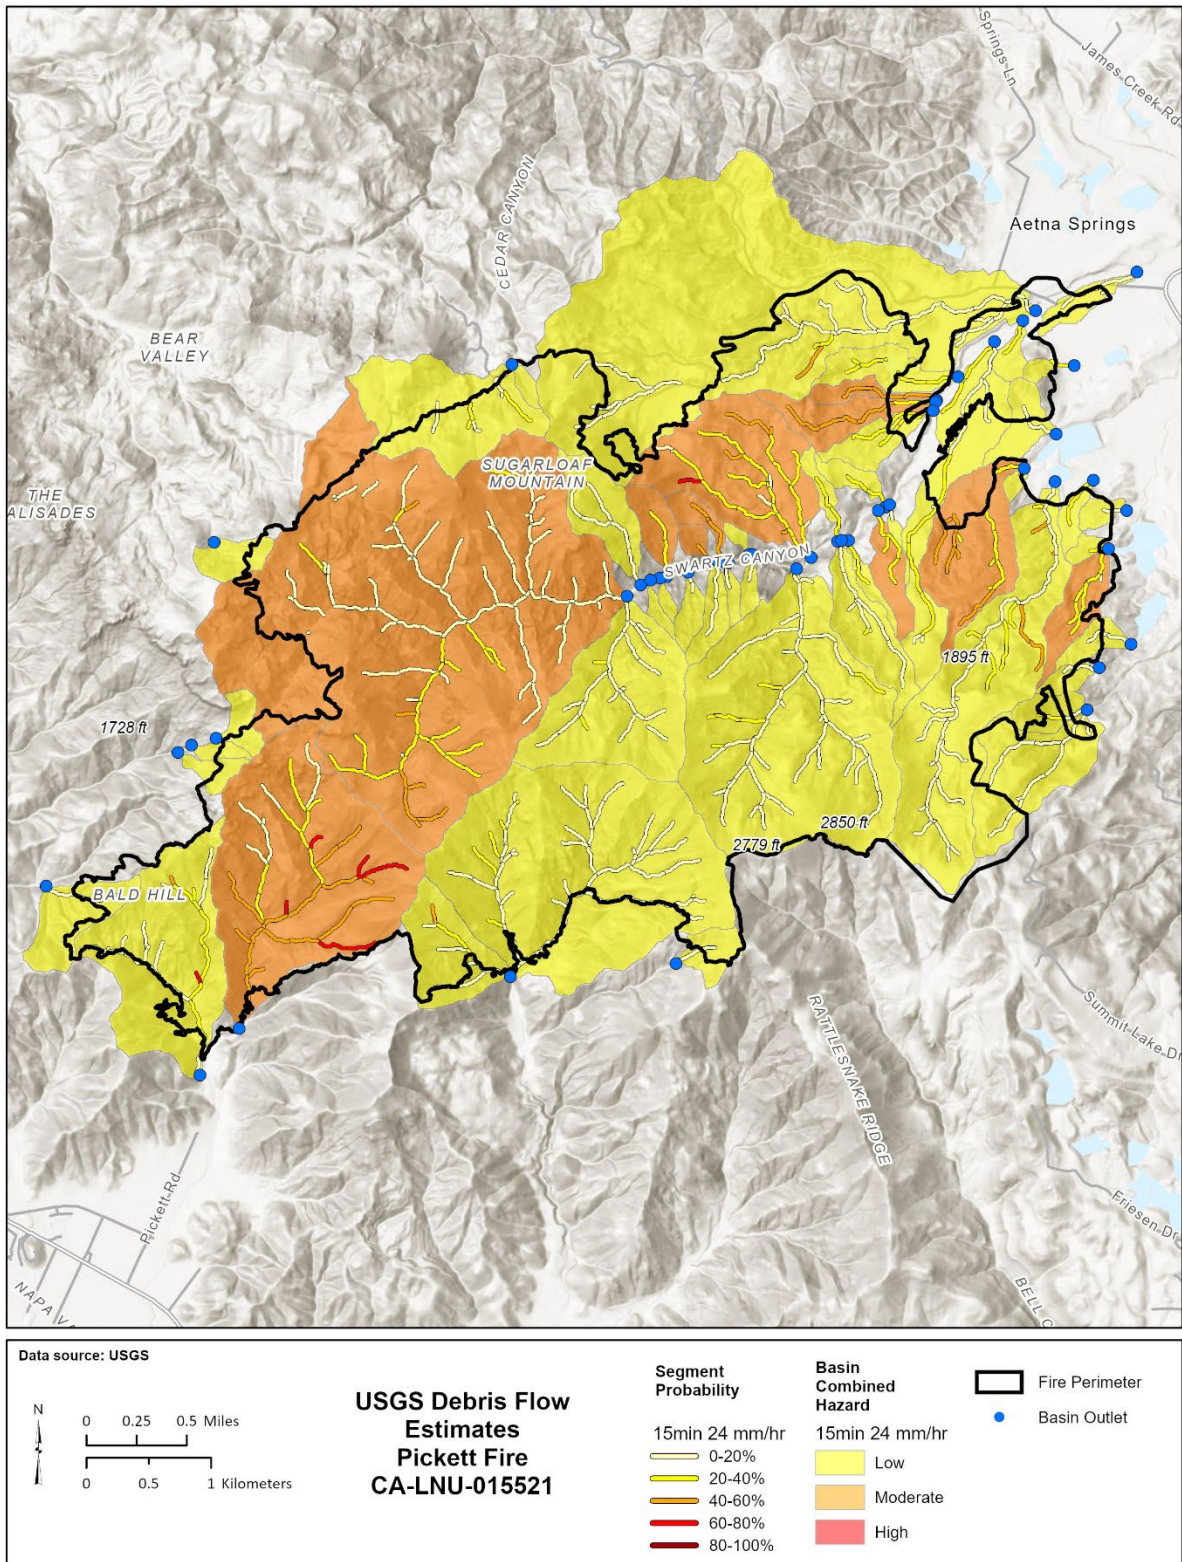 Springs Ln
James Creek Rd
Aetna Springs
CEDAR CANYON
BEAR
VALLEY
SUGARLOAF
MOUNTAIN
THE
ALISADES
SWARTZ CANYON
1895 ft
1728 ft
2850 ft
2779 ft
BALD HILL
RATTLESNAKE RIDGE
Summit Lake Dr
Pickett Rd
Friesen Dr
NAPA VA
BELL C
Data source: USGS
N
0 0.25 0.5 Miles
0 0.5 1 Kilometers
USGS Debris Flow
Estimates
Pickett Fire
CA-LNU-015521
Segment
Probability
15min 24 mm/hr
0-20%
20-40%
40-60%
60-80%
80-100%
Basin
Combined
Hazard
15min 24 mm/hr
Low
Moderate
High
Fire Perimeter
Basin Outlet